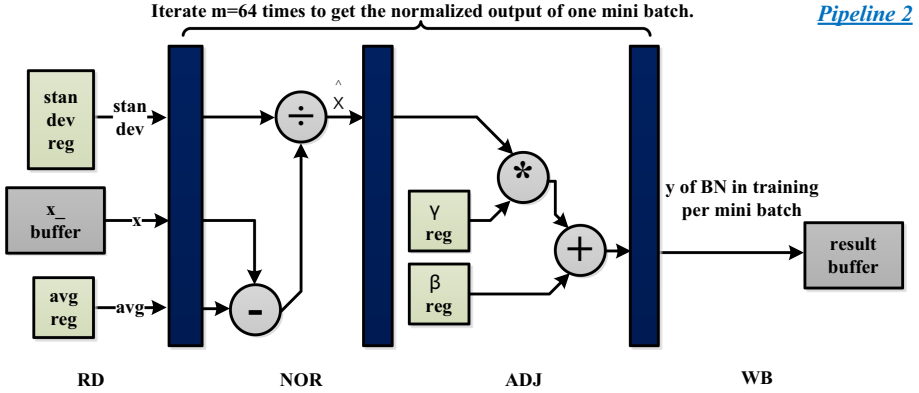 Iterate m=64 times to get the normalized output of one mini batch.
Pipeline 2
stan
dev
reg
stan
dev
÷
^
X
x_
buffer
x
avg
reg
avg
-
*
γ
reg
+
β
reg
y of BN in training
per mini batch
result
buffer
RD
NOR
ADJ
WB